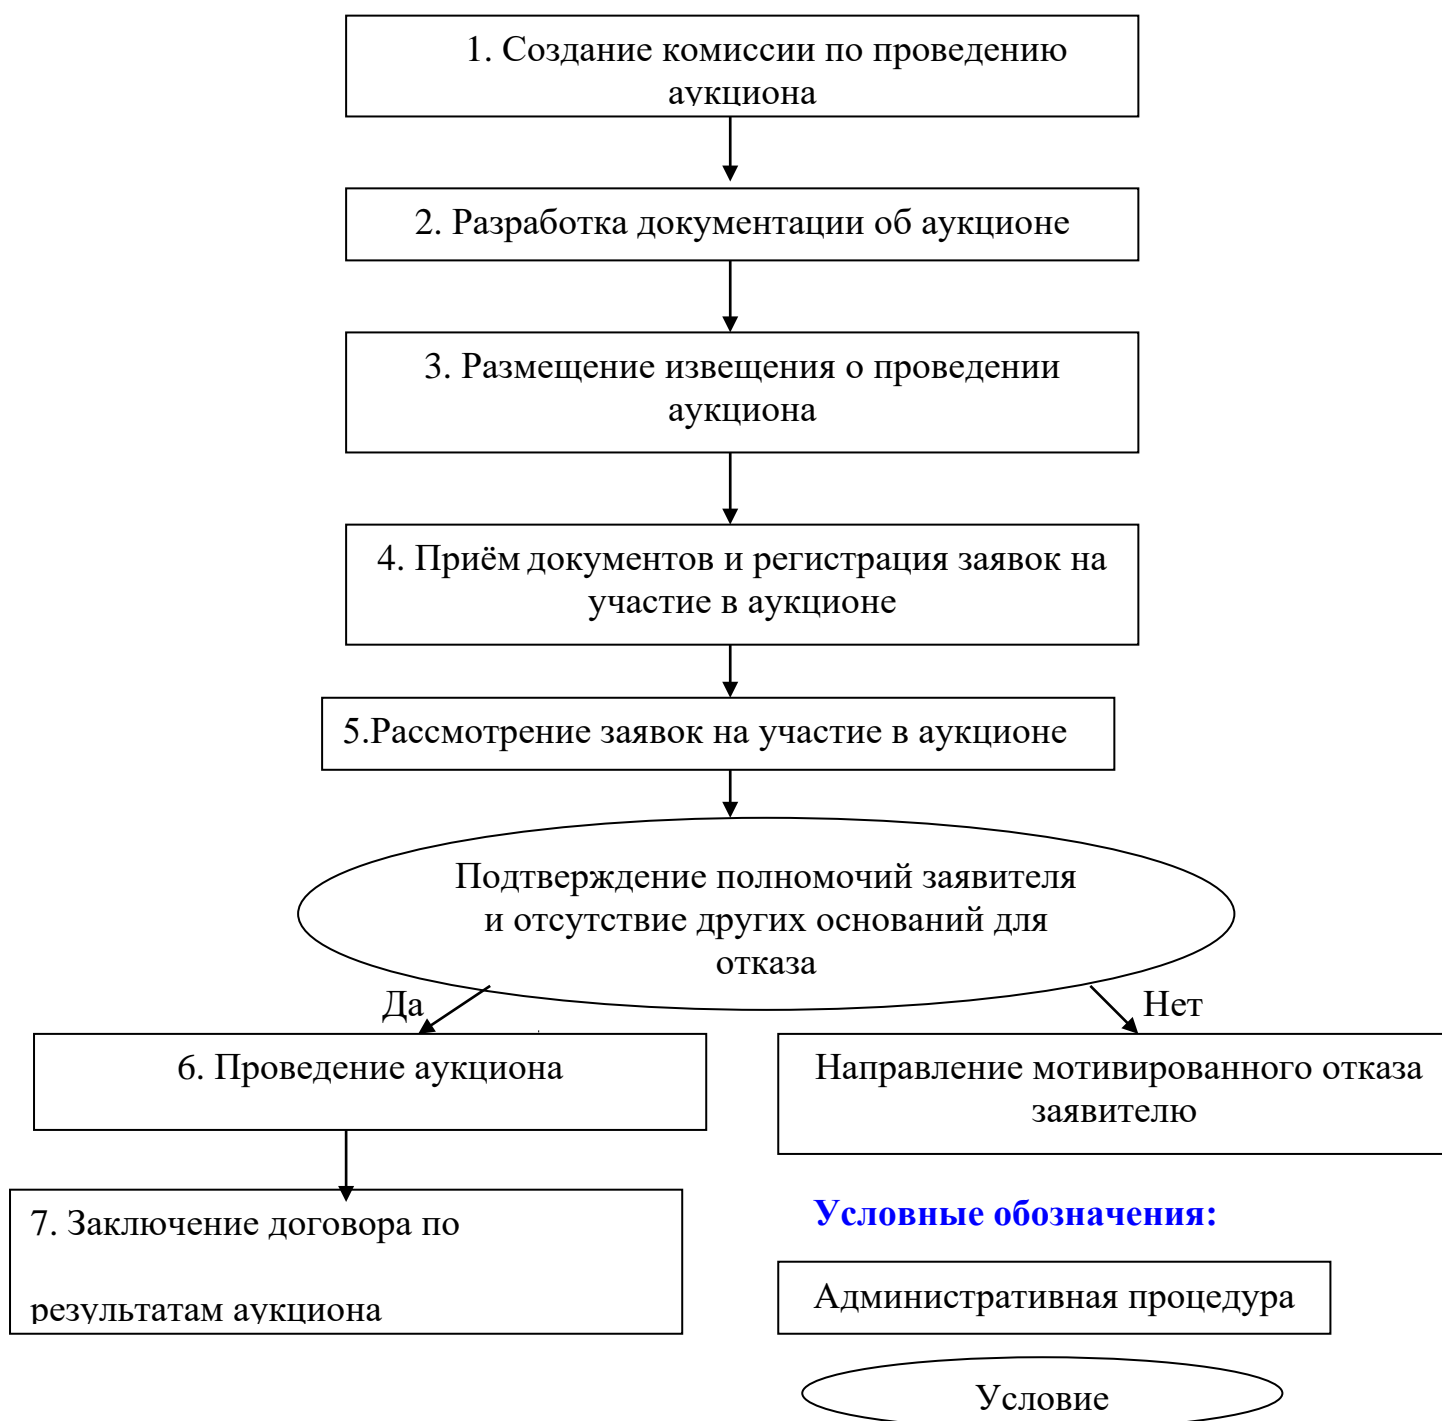 1. Создание комиссии по проведению
аукциона
2. Разработка документации об аукционе
3. Размещение извещения о проведении
аукциона
4. Приём документов и регистрация заявок на
участие в аукционе
5.Рассмотрение заявок на участие в аукционе
Подтверждение полномочий заявителя
и отсутствие других оснований для
отказа
Да
Нет
6. Проведение аукциона
Направление мотивированного отказа
заявителю
7. Заключение договора по
результатам аукциона
Условные обозначения:
Административная процедура
Условие